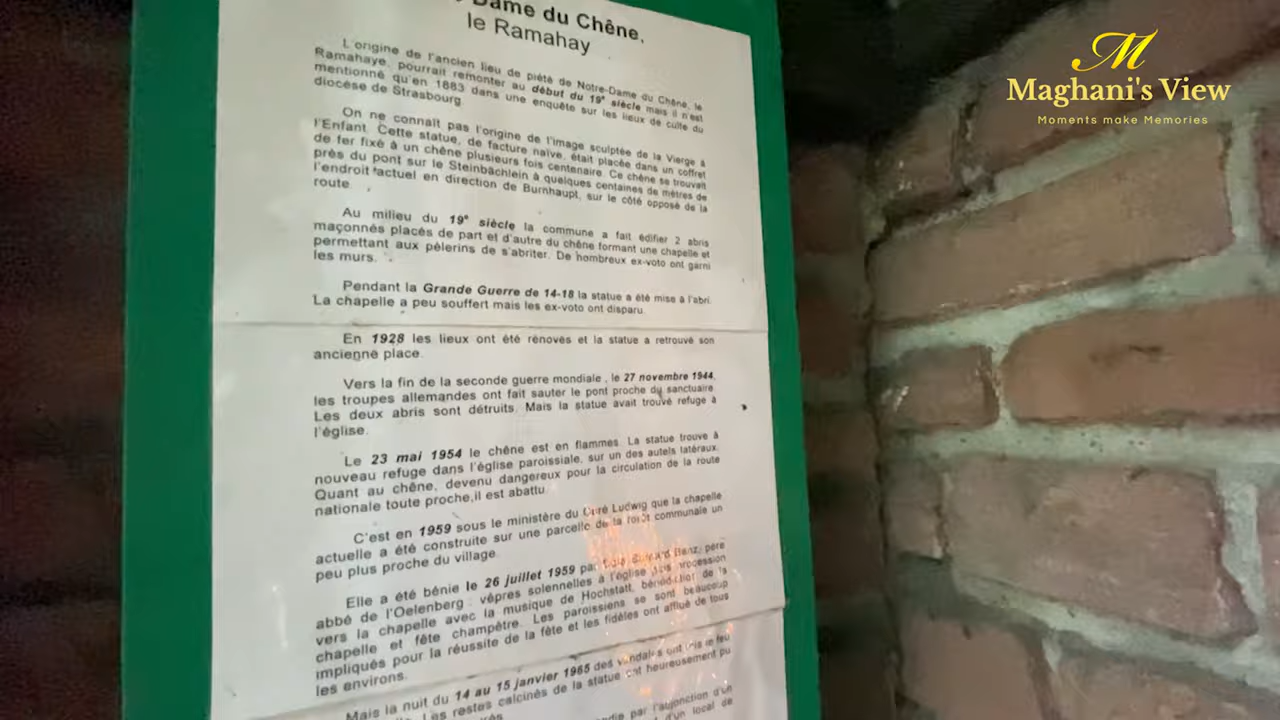 Dame du Chêne,
le Ramahay
L'origine de l'ancien lieu de piété de Notre-Dame du Chêne, le
Ramahaye, pourrait remonter au début du 19e siècle mais il n'est
mentionné qu'en 1883 dans une enquête sur les lieux de culte du
diocèse de Strasbourg.
On ne connaît pas l'origine de l'image sculptée de la Vierge à
l'Enfant. Cette statue, de facture naïve, était placée dans un coffret
de fer fixé à un chêne plusieurs fois centenaire. Ce chêne se trouvait
près du pont sur le Steinbächlein à quelques centaines de mètres de
l'endroit actuel en direction de Burnhaupt, sur le côté opposé de la
route.
Au milieu du 19e siècle la commune a fait édifier 2 abris
maçonnés placés de part et d'autre du chêne formant une chapelle et
permettant aux pèlerins de s'abriter. De nombreux ex-voto ont garni
les murs.
Pendant la Grande Guerre de 14-18 la statue a été mise à l'abri.
La chapelle a peu souffert mais les ex-voto ont disparu.
En 1928 les lieux ont été rénovés et la statue a retrouvé son
ancienne place.
Vers la fin de la seconde guerre mondiale , le 27 novembre 1944,
les troupes allemandes ont fait sauter le pont proche du sanctuaire
Les deux abris sont détruits. Mais la statue avait trouvé refuge à
l'église.
Le 23 mai 1954 le chêne est en flammes. La statue trouve à
nouveau refuge dans l'église paroissiale, sur un des autels latéraux.
Quant au chêne, devenu dangereux pour la circulation de la route
nationale toute proche,il est abattu.
C'est en 1959 sous le ministère du Curé Ludwig que la chapelle
actuelle a été construite sur une parcelle de la forêt communale un
peu plus proche du village.
Elle a été bénie le 26 juillet 1959 par Benz, père
abbé de l'Oelenberg : vêpres solennelles à l'église, puis procession
vers la chapelle avec la musique de Hochstatt, bénédiction de la
chapelle et fête champêtre. Les paroissiens se sont beaucoup
impliqués pour la réussite de la fête et les fidèles ont afflué de tous
les environs.
Mais la nuit du 14 au 15 janvier 1965 des vandales ont mis le feu
Les restes calcinés de la statue ont heureusement pu
par l'adjonction d'un
d'un local de
M
Maghani's View
Moments make Memories